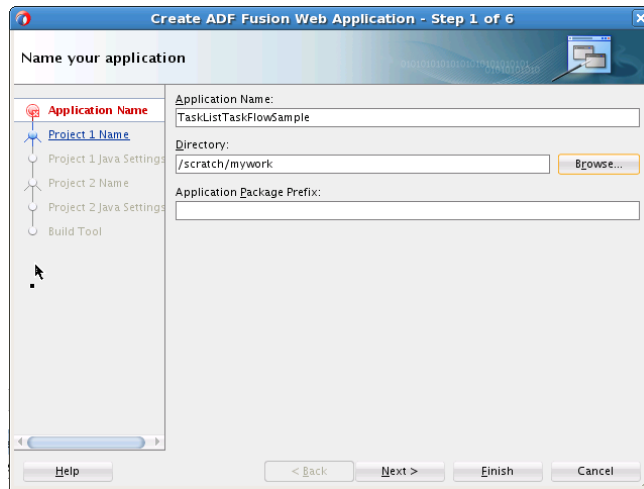 Create ADF Fusion Web Application - Step 1 of 6
Name your application
Application Name
Project 1 Name
Project 1 Java Settings
Project 2 Name
Project 2 Java Settings
Build Tool
Application Name:
TaskListTaskFlowSample
Directory:
/scratch/mywork
Browse...
Application Package Prefix:
Help
< Back
Next >
Finish
Cancel